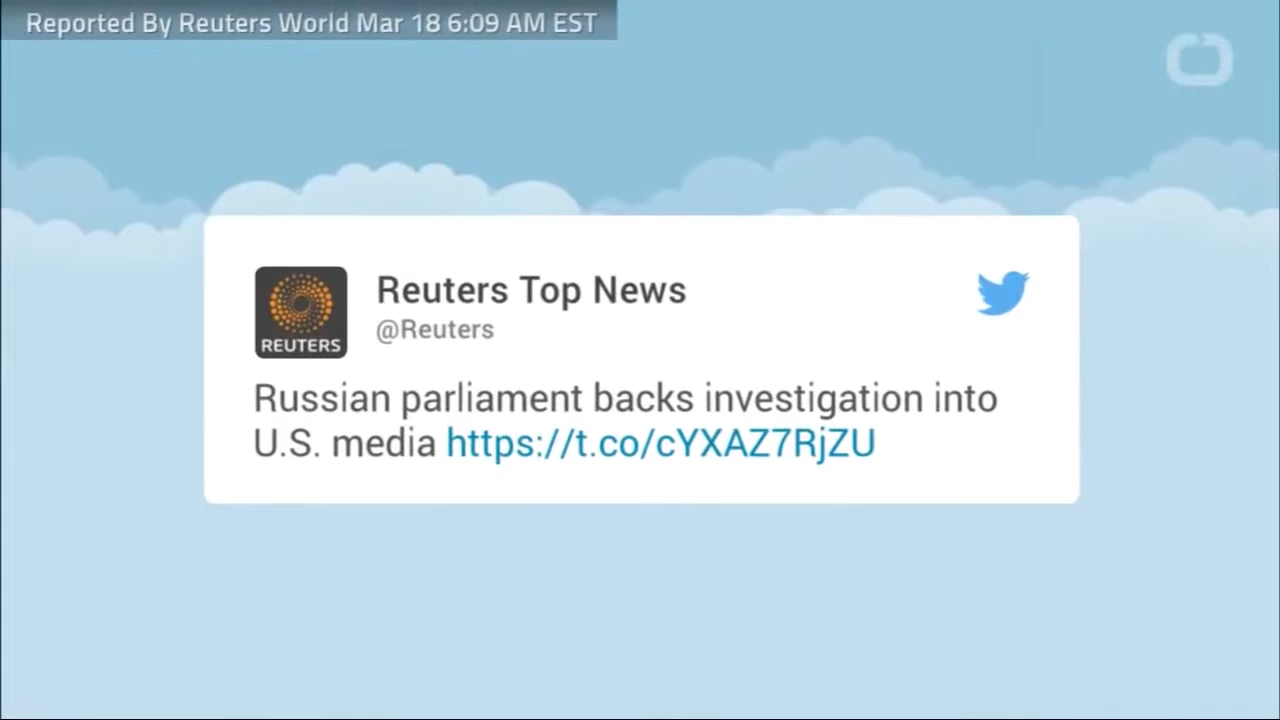 Reported By Reuters World Mar 18 6:09 AM EST
Reuters Top News
@Reuters
REUTERS
Russian parliament backs investigation into
U.S. media https://t.co/cYXAZ7RjZU